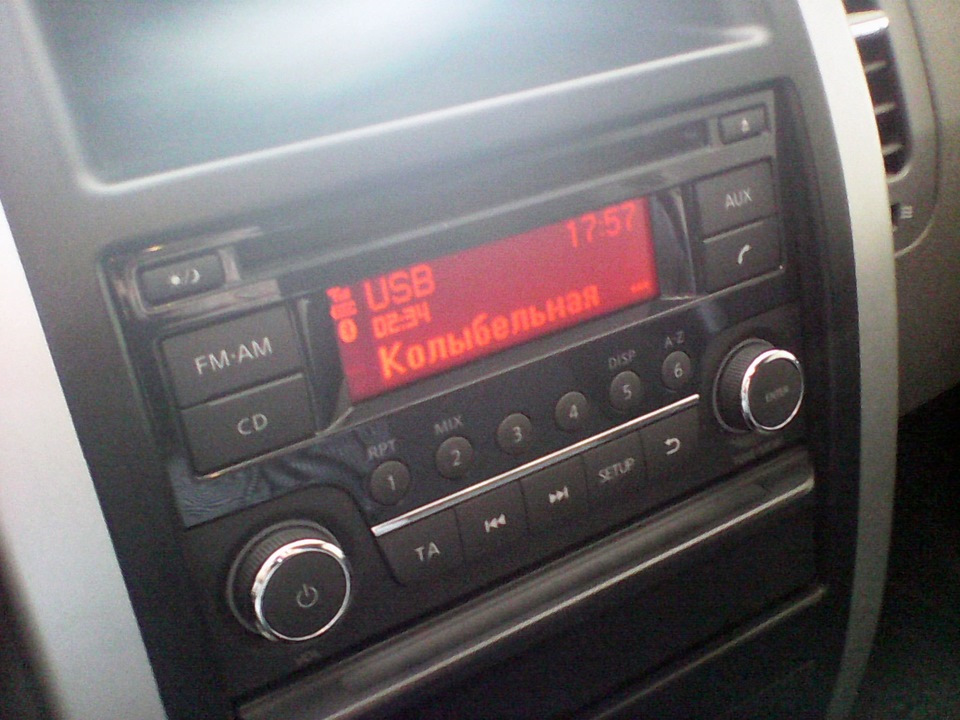 AUX
17:57
USB
02:34
Колыбельная
FM·AM
CD
RPT
MIX
DISP
A-Z
1
2
3
4
5
6
ENTER
TA
SETUP